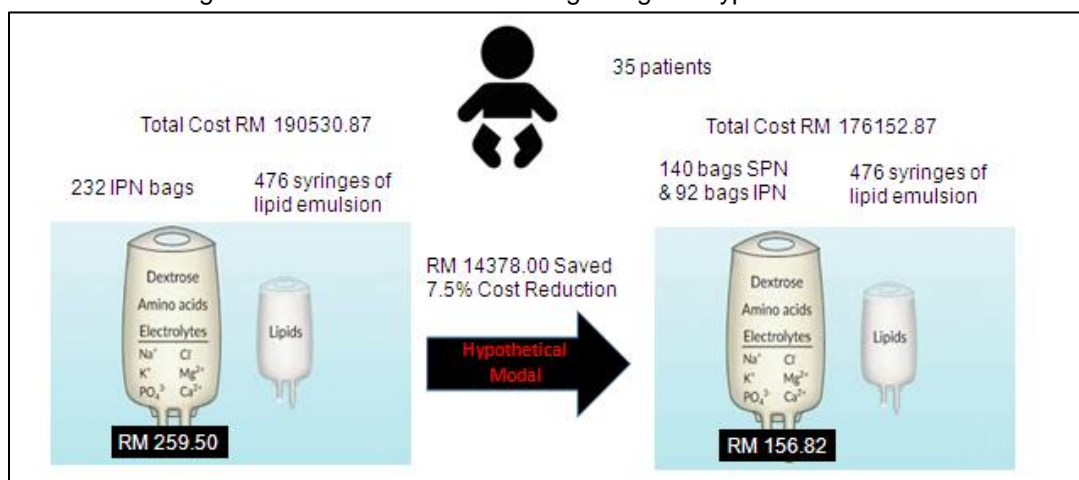 35 patients
Total Cost RM 190530.87
Total Cost RM 176152.87
232 IPN bags
476 syringes of
lipid emulsion
140 bags SPN
& 92 bags IPN
476 syringes of
lipid emulsion
Dextrose
Amino acids
Electrolytes
Na⁺ Cl⁻
K⁺ Mg²⁺
PO₄³⁻ Ca²⁺
Lipids
RM 259.50
RM 14378.00 Saved
7.5% Cost Reduction
Hypothetical
Modal
Dextrose
Amino acids
Electrolytes
Na⁺ Cl⁻
K⁺ Mg²⁺
PO₄³⁻ Ca²⁺
Lipids
RM 156.82